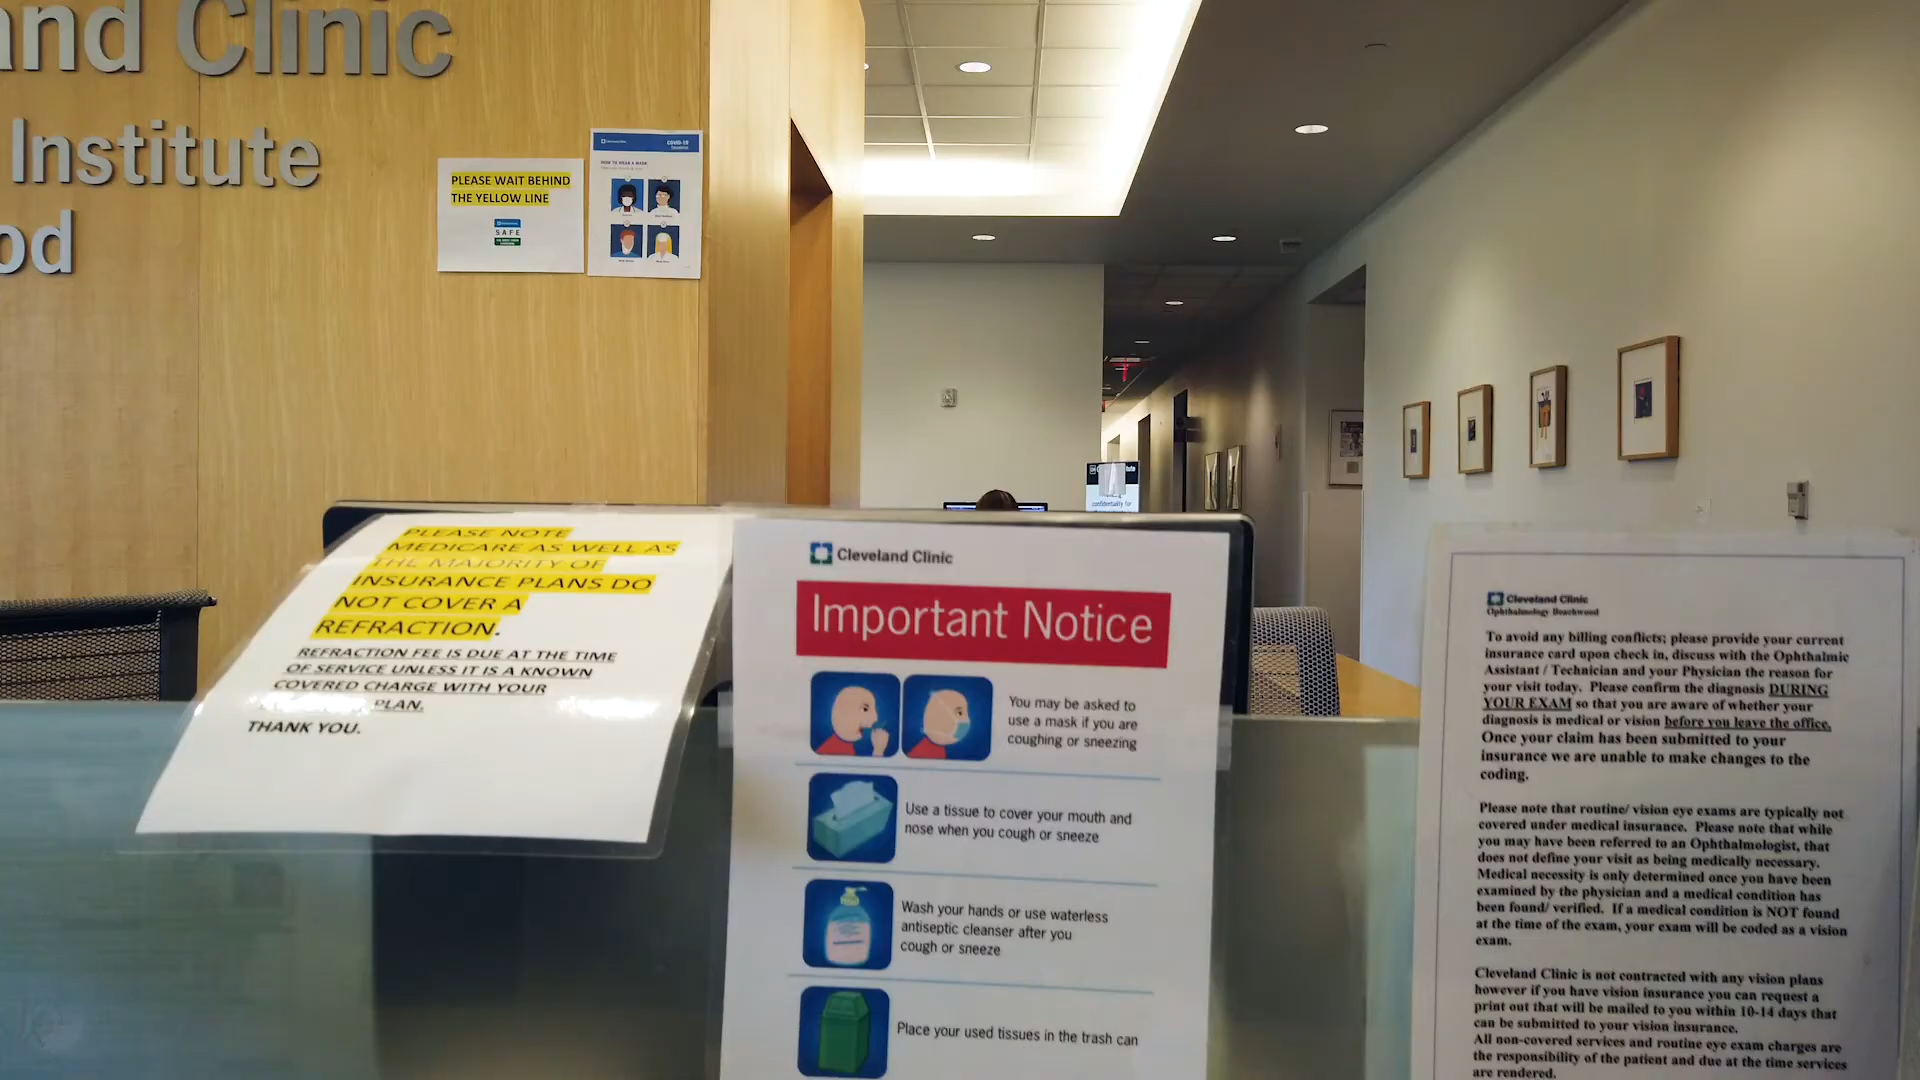 and Clinic
Institute
od
PLEASE WAIT BEHIND
THE YELLOW LINE
SAFE
COVID-19
HOW TO WEAR A MASK
PLEASE NOTE
MEDICARE AS WELL AS
THE MAJORITY OF
INSURANCE PLANS DO
NOT COVER A
REFRACTION.
REFRACTION FEE IS DUE AT THE TIME
OF SERVICE UNLESS IT IS A KNOWN
COVERED CHARGE WITH YOUR
PLAN.
THANK YOU.
Cleveland Clinic
Important Notice
You may be asked to
use a mask if you are
coughing or sneezing
Use a tissue to cover your mouth and
nose when you cough or sneeze
Wash your hands or use waterless
antiseptic cleanser after you
cough or sneeze
Place your used tissues in the trash can
confidentiality for
Cleveland Clinic
Ophthalmology Beachwood
To avoid any billing conflicts; please provide your current
insurance card upon check in, discuss with the Ophthalmic
Assistant / Technician and your Physician the reason for
your visit today. Please confirm the diagnosis DURING
YOUR EXAM so that you are aware of whether your
diagnosis is medical or vision before you leave the office.
Once your claim has been submitted to your
insurance we are unable to make changes to the
coding.
Please note that routine/ vision eye exams are typically not
covered under medical insurance. Please note that while
you may have been referred to an Ophthalmologist, that
does not define your visit as being medically necessary.
Medical necessity is only determined once you have been
examined by the physician and a medical condition has
been found/ verified. If a medical condition is NOT found
at the time of the exam, your exam will be coded as a vision
exam.
Cleveland Clinic is not contracted with any vision plans
however if you have vision insurance you can request a
print out that will be mailed to you within 10-14 days that
can be submitted to your vision insurance.
All non-covered services and routine eye exam charges are
the responsibility of the patient and due at the time services
are rendered.